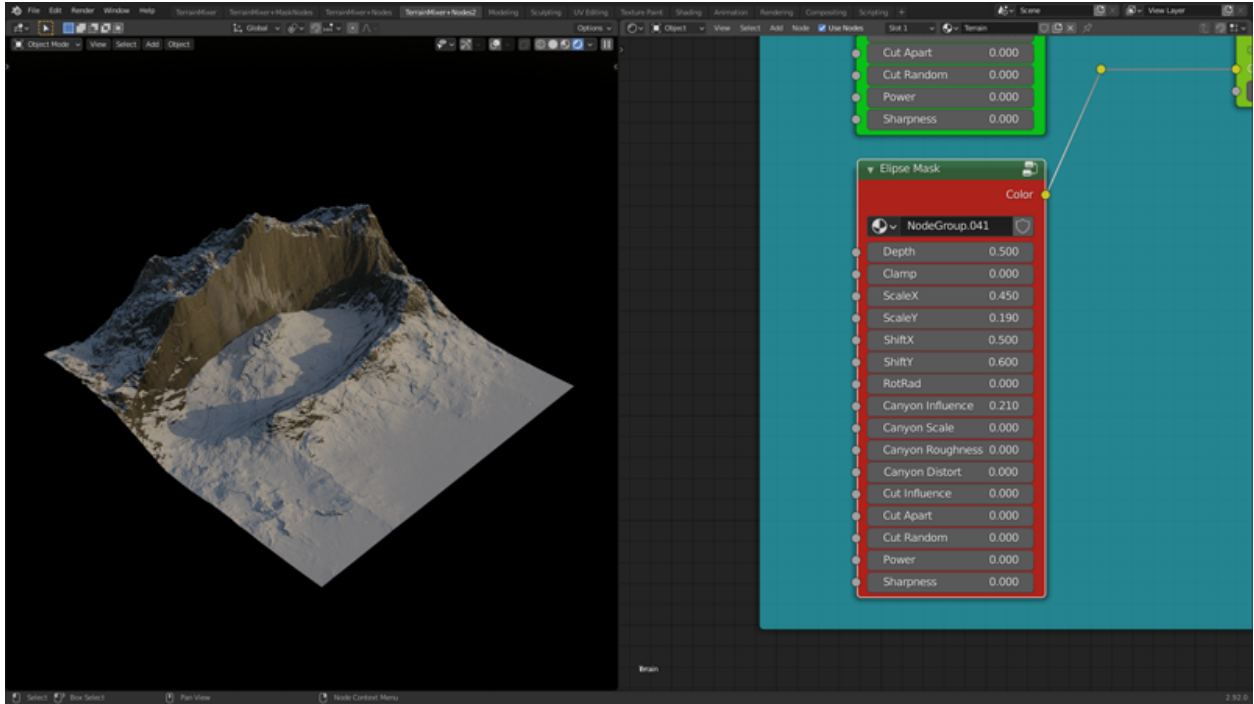 File Edit Render Window Help TerrainMixer TerrainMixer+MaskNodes TerrainMixer+Nodes TerrainMixer+Nodes2 Modeling Sculpting UV Editing Texture Paint Shading Animation Rendering Compositing Scripting + Scene View Layer
Global Options Object View Select Add Node Use Nodes Slot 1 Terrain
Object Mode View Select Add Object
Cut Apart 0.000
Cut Random 0.000
Power 0.000
Sharpness 0.000
Elipse Mask
Color
NodeGroup.041
Depth 0.500
Clamp 0.000
ScaleX 0.450
ScaleY 0.190
ShiftX 0.500
ShiftY 0.600
RotRad 0.000
Canyon Influence 0.210
Canyon Scale 0.000
Canyon Roughness 0.000
Canyon Distort 0.000
Cut Influence 0.000
Cut Apart 0.000
Cut Random 0.000
Power 0.000
Sharpness 0.000
Terrain
Select Box Select Pan View Node Context Menu 2.92.0